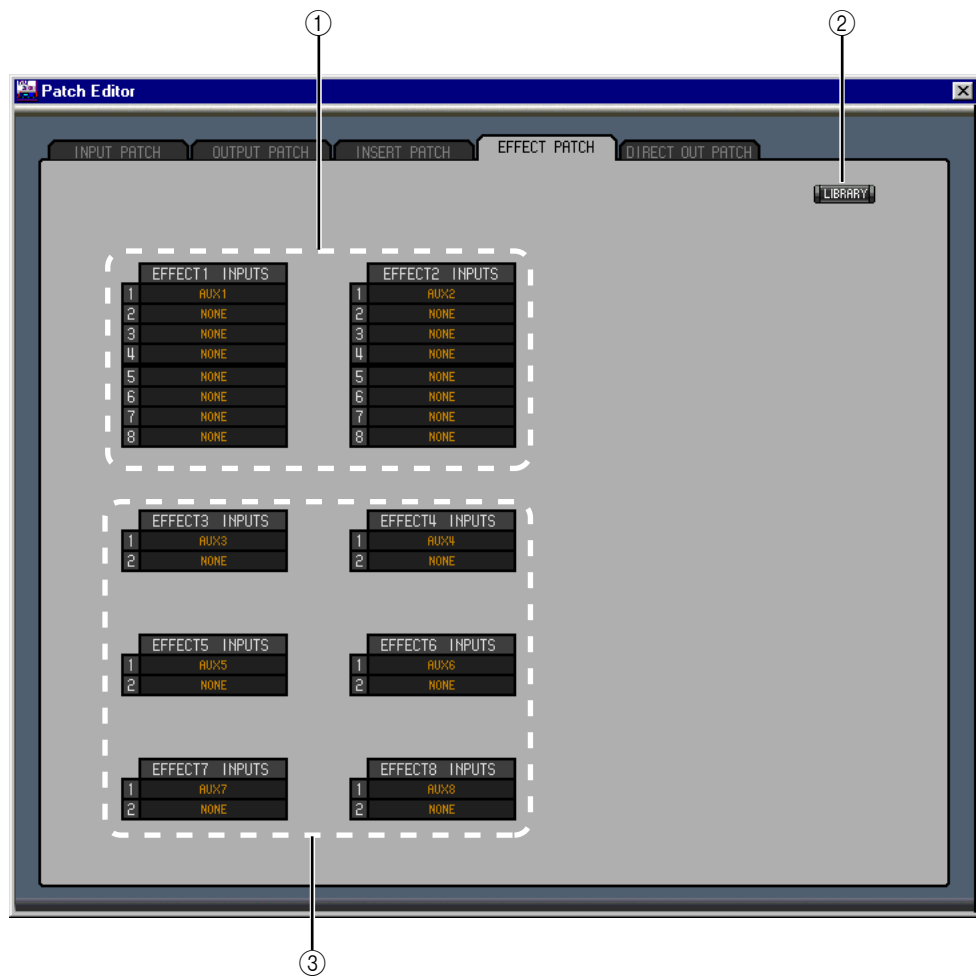 ① ②
Patch Editor
INPUT PATCH OUTPUT PATCH INSERT PATCH EFFECT PATCH DIRECT OUT PATCH
LIBRARY
EFFECT1 INPUTS EFFECT2 INPUTS
1 AUX1 1 AUX2
2 NONE 2 NONE
3 NONE 3 NONE
4 NONE 4 NONE
5 NONE 5 NONE
6 NONE 6 NONE
7 NONE 7 NONE
8 NONE 8 NONE
EFFECT3 INPUTS EFFECT4 INPUTS
1 AUX3 1 AUX4
2 NONE 2 NONE
EFFECT5 INPUTS EFFECT6 INPUTS
1 AUX5 1 AUX6
2 NONE 2 NONE
EFFECT7 INPUTS EFFECT8 INPUTS
1 AUX7 1 AUX8
2 NONE 2 NONE
③